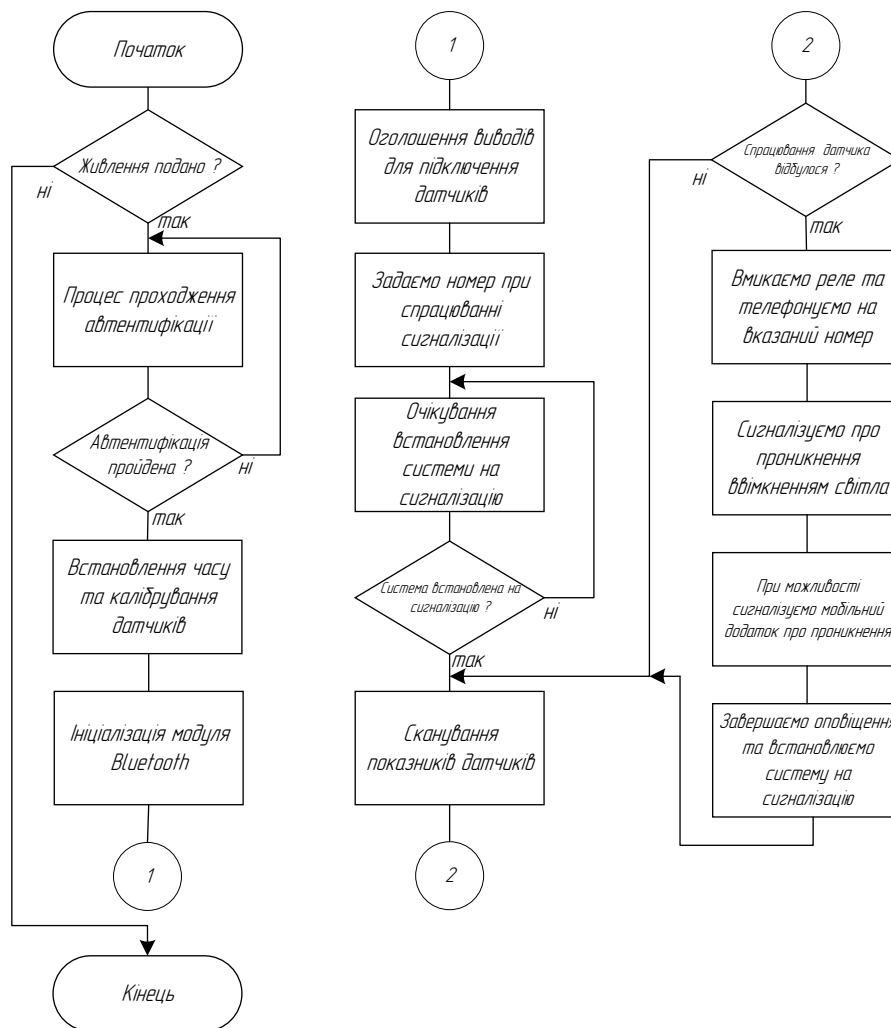 Початок
Живлення подано ?
ні
так
Процес проходження
автентифікації
Автентифікація
пройдена ?
ні
так
Встановлення часу
та калібрування
датчиків
Ініціалізація модуля
Bluetooth
1
Кінець
1
Оголошення виводів
для підключення
датчиків
Задаємо номер при
спрацюванні
сигналізації
Очікування
встановлення
системи на
сигналізацію
Система встановлена на
сигналізацію ?
ні
так
Сканування
показників датчиків
2
2
Спрацювання датчика
відбулося ?
ні
так
Вмикаємо реле та
телефонуємо на
вказаний номер
Сигналізуємо про
проникнення
ввімкненням світла
При можливості
сигналізуємо мобільний
додаток про проникнення
Завершаємо оповіщення
та встановлюємо
систему на
сигналізацію